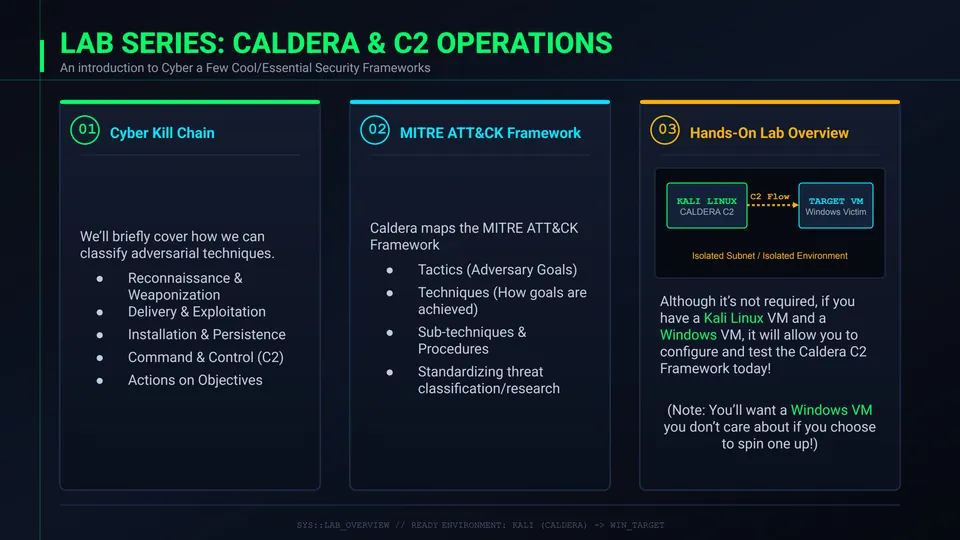 LAB SERIES: CALDERA & C2 OPERATIONS
An introduction to Cyber a Few Cool/Essential Security Frameworks
01 Cyber Kill Chain
We'll briefly cover how we can
classify adversarial techniques.
● Reconnaissance &
Weaponization
● Delivery & Exploitation
● Installation & Persistence
● Command & Control (C2)
● Actions on Objectives
02 MITRE ATT&CK Framework
Caldera maps the MITRE ATT&CK
Framework
● Tactics (Adversary Goals)
● Techniques (How goals are
achieved)
● Sub-techniques &
Procedures
● Standardizing threat
classification/research
03 Hands-On Lab Overview
KALI LINUX
CALDERA C2
C2 Flow
TARGET VM
Windows Victim
Isolated Subnet / Isolated Environment
Although it's not required, if you
have a Kali Linux VM and a
Windows VM, it will allow you to
configure and test the Caldera C2
Framework today!
(Note: You'll want a Windows VM
you don't care about if you choose
to spin one up!)
SYS::LAB_OVERVIEW // READY ENVIRONMENT: KALI (CALDERA) -> WIN_TARGET